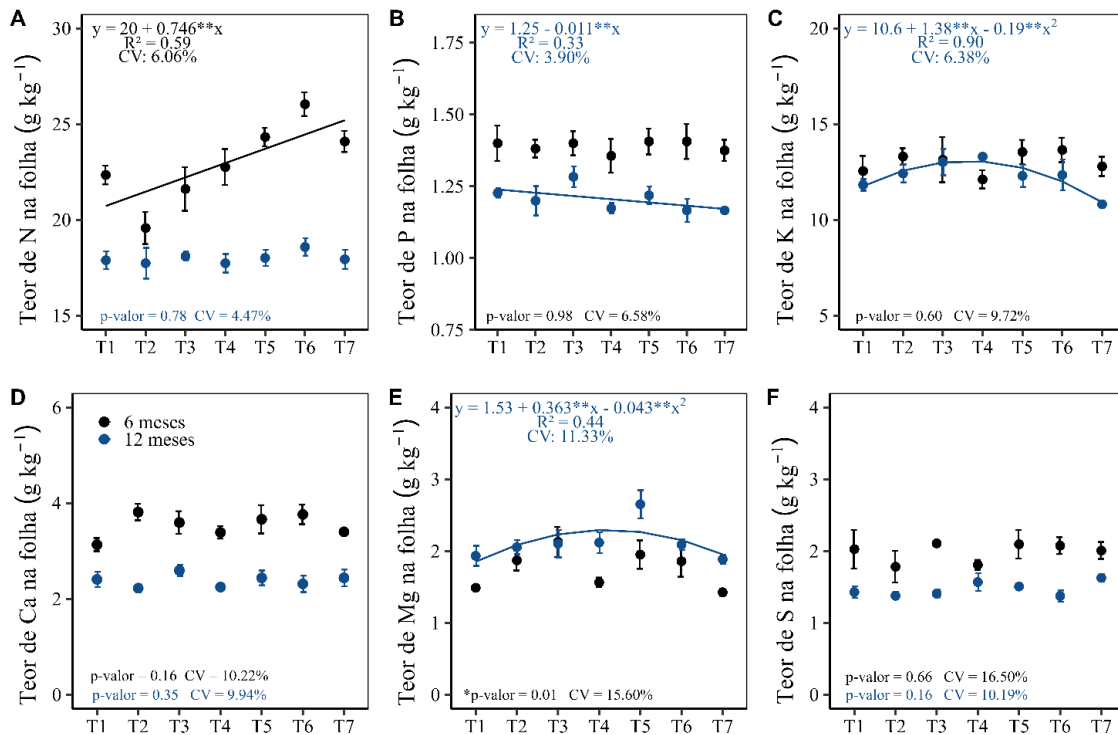 A
y = 20 + 0.746**x
R² = 0.59
CV: 6.06%
Teor de N na folha (g kg⁻¹)
30
25
20
15
p-valor = 0.78 CV = 4.47%
T1 T2 T3 T4 T5 T6 T7
B
y = 1.25 - 0.011**x
R² = 0.33
CV: 3.90%
Teor de P na folha (g kg⁻¹)
1.75
1.50
1.25
1.00
0.75
p-valor = 0.98 CV = 6.58%
T1 T2 T3 T4 T5 T6 T7
C
y = 10.6 + 1.38**x - 0.19**x²
R² = 0.90
CV: 6.38%
Teor de K na folha (g kg⁻¹)
20
15
10
5
p-valor = 0.60 CV = 9.72%
T1 T2 T3 T4 T5 T6 T7
D
6 meses
12 meses
Teor de Ca na folha (g kg⁻¹)
6
4
2
0
p-valor = 0.16 CV = 10.22%
p-valor = 0.35 CV = 9.94%
T1 T2 T3 T4 T5 T6 T7
E
y = 1.53 + 0.363**x - 0.043**x²
R² = 0.44
CV: 11.33%
Teor de Mg na folha (g kg⁻¹)
4
3
2
1
0
*p-valor = 0.01 CV = 15.60%
T1 T2 T3 T4 T5 T6 T7
F
Teor de S na folha (g kg⁻¹)
4
3
2
1
0
p-valor = 0.66 CV = 16.50%
p-valor = 0.16 CV = 10.19%
T1 T2 T3 T4 T5 T6 T7